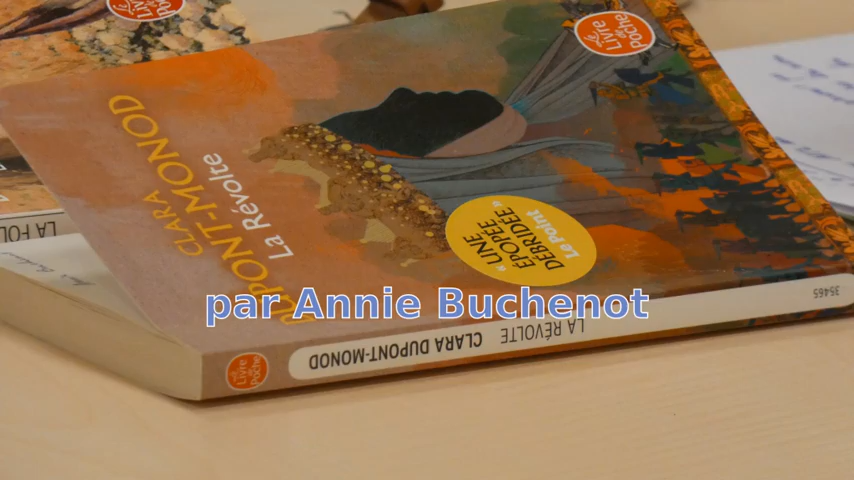 Le
Livre
de
Poche
CLARA
DUPONT-MONOD
La Révolte
« UNE
ÉPOPÉE
DÉBRIDÉE »
Le Point
par Annie Buchenot
LA RÉVOLTE
CLARA DUPONT-MONOD
35465
Le
Livre
de
Poche
LA FOL